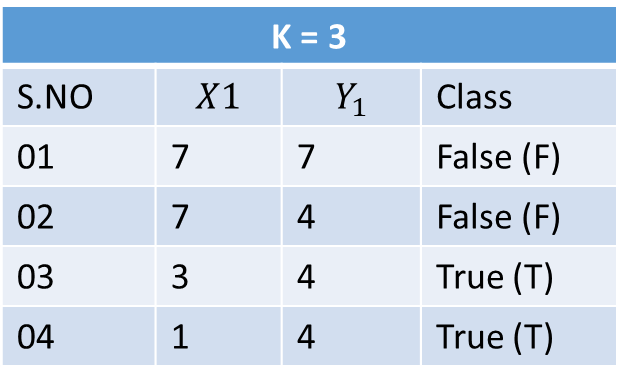 K = 3
S.NO X1 Y₁ Class
01 7 7 False (F)
02 7 4 False (F)
03 3 4 True (T)
04 1 4 True (T)